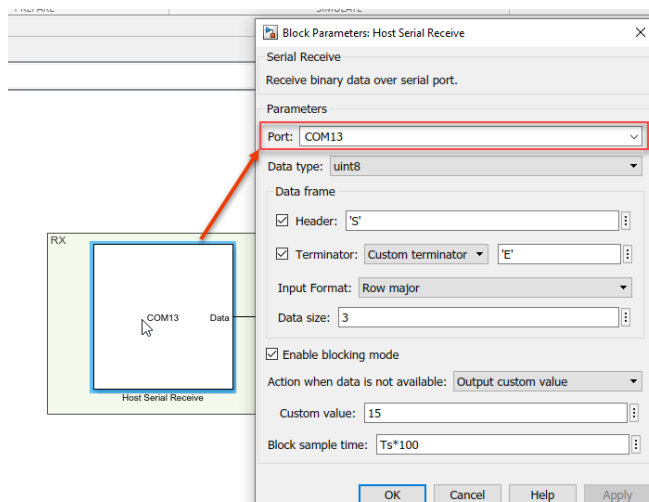 PREPARE
SIMULATE
Block Parameters: Host Serial Receive
Serial Receive
Receive binary data over serial port.
Parameters
Port: COM13
Data type: uint8
Data frame
Header: 'S'
Terminator: Custom terminator 'E'
Input Format: Row major
Data size: 3
Enable blocking mode
Action when data is not available: Output custom value
Custom value: 15
Block sample time: Ts*100
OK Cancel Help Apply
RX
COM13 Data
Host Serial Receive